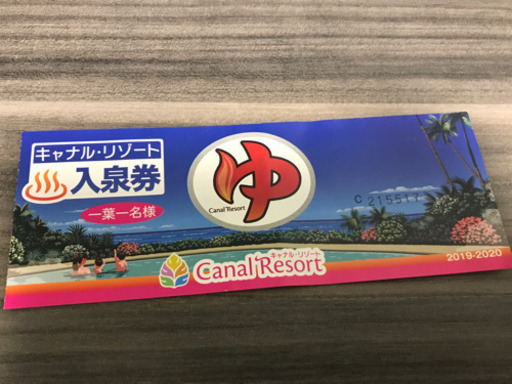 キャナル・リゾート
入泉券
一葉一名様
ゆ
Canal Resort
C 215517
キャナル・リゾート
Canal Resort
2019-2020